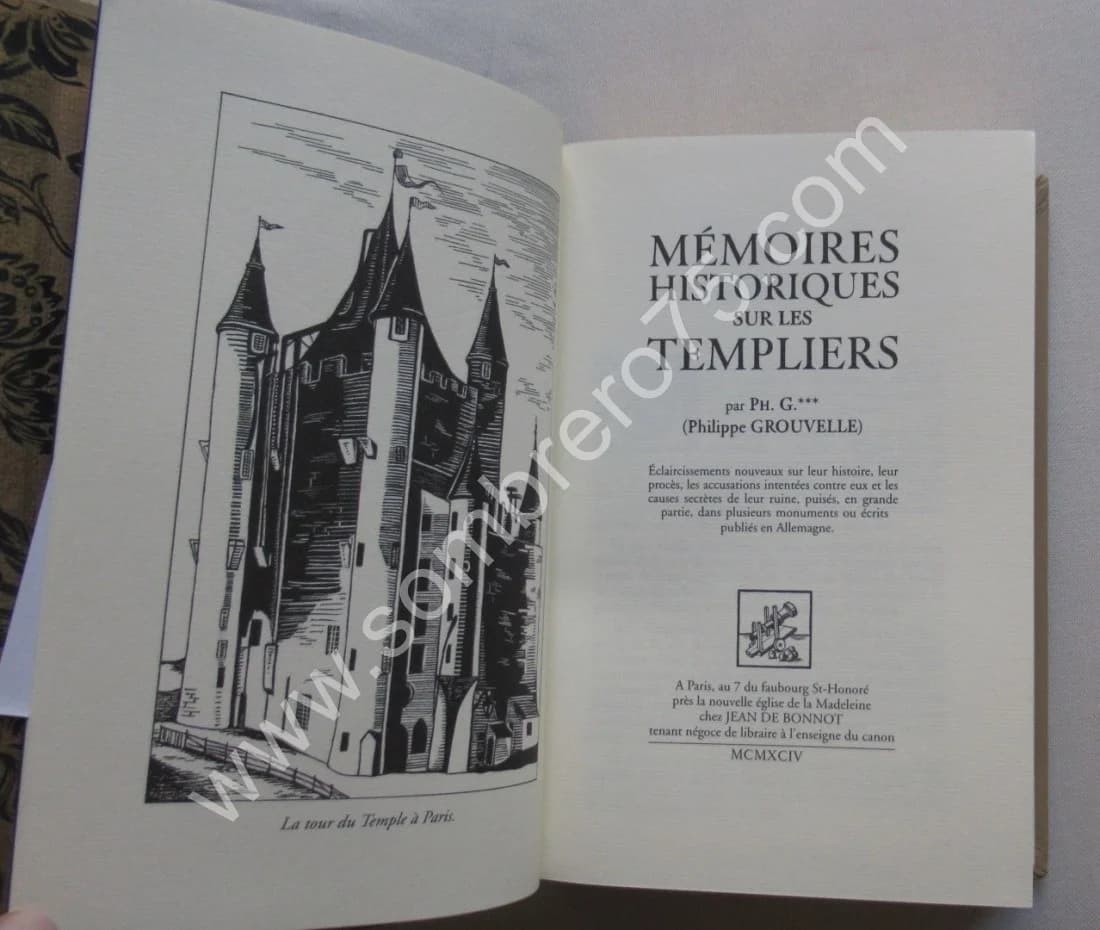 La tour du Temple à Paris.
MÉMOIRES
HISTORIQUES
SUR LES
TEMPLIERS
par PH. G.***
(Philippe GROUVELLE)
Éclaircissements nouveaux sur leur histoire, leur
procès, les accusations intentées contre eux et les
causes secrètes de leur ruine, puisés, en grande
partie, dans plusieurs monuments ou écrits
publiés en Allemagne.
A Paris, au 7 du faubourg St-Honoré
près la nouvelle église de la Madeleine
chez JEAN DE BONNOT
tenant négoce de libraire à l'enseigne du canon
MCMXCIV
www.sombrero75.com